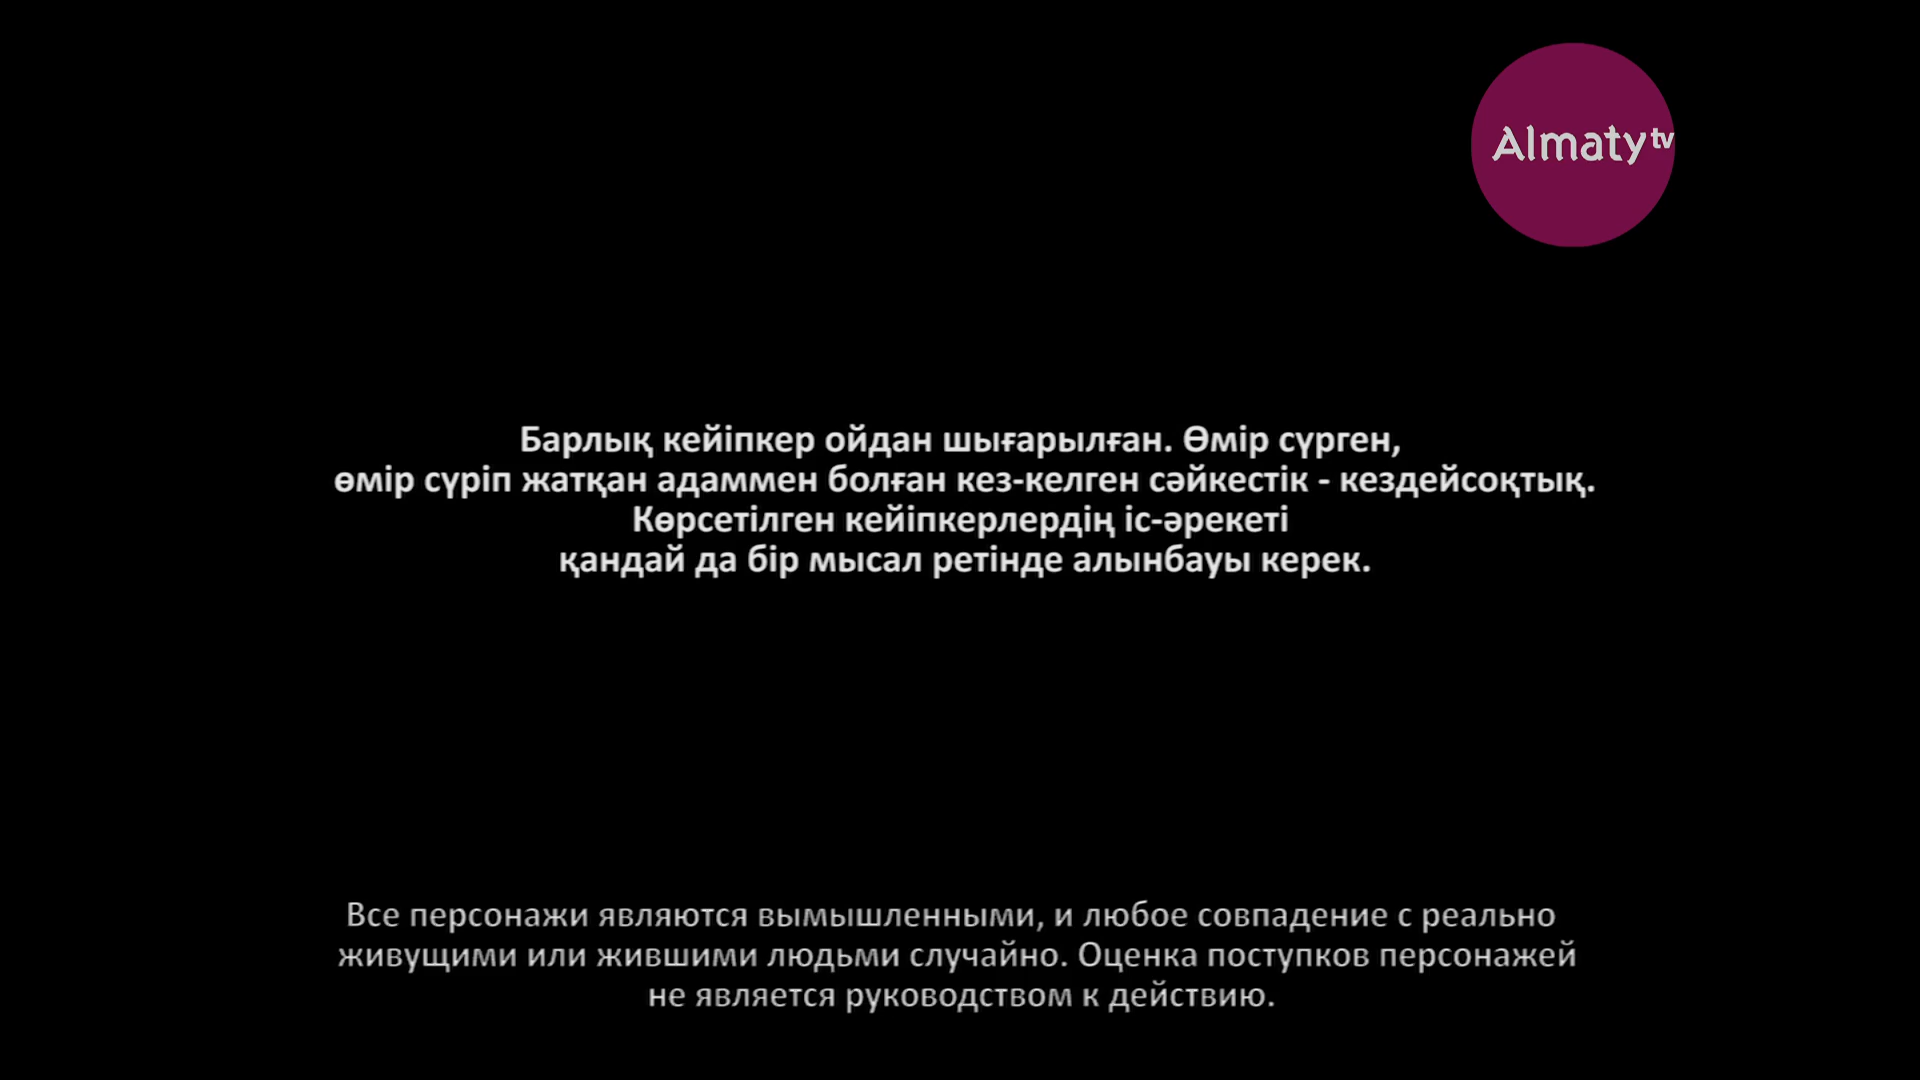 Almaty tv
Барлық кейіпкер ойдан шығарылған. Өмір сүрген,
өмір сүріп жатқан адаммен болған кез-келген сәйкестік - кездейсоқтық.
Көрсетілген кейіпкерлердің іс-әрекеті
қандай да бір мысал ретінде алынбауы керек.
Все персонажи являются вымышленными, и любое совпадение с реально
живущими или жившими людьми случайно. Оценка поступков персонажей
не является руководством к действию.